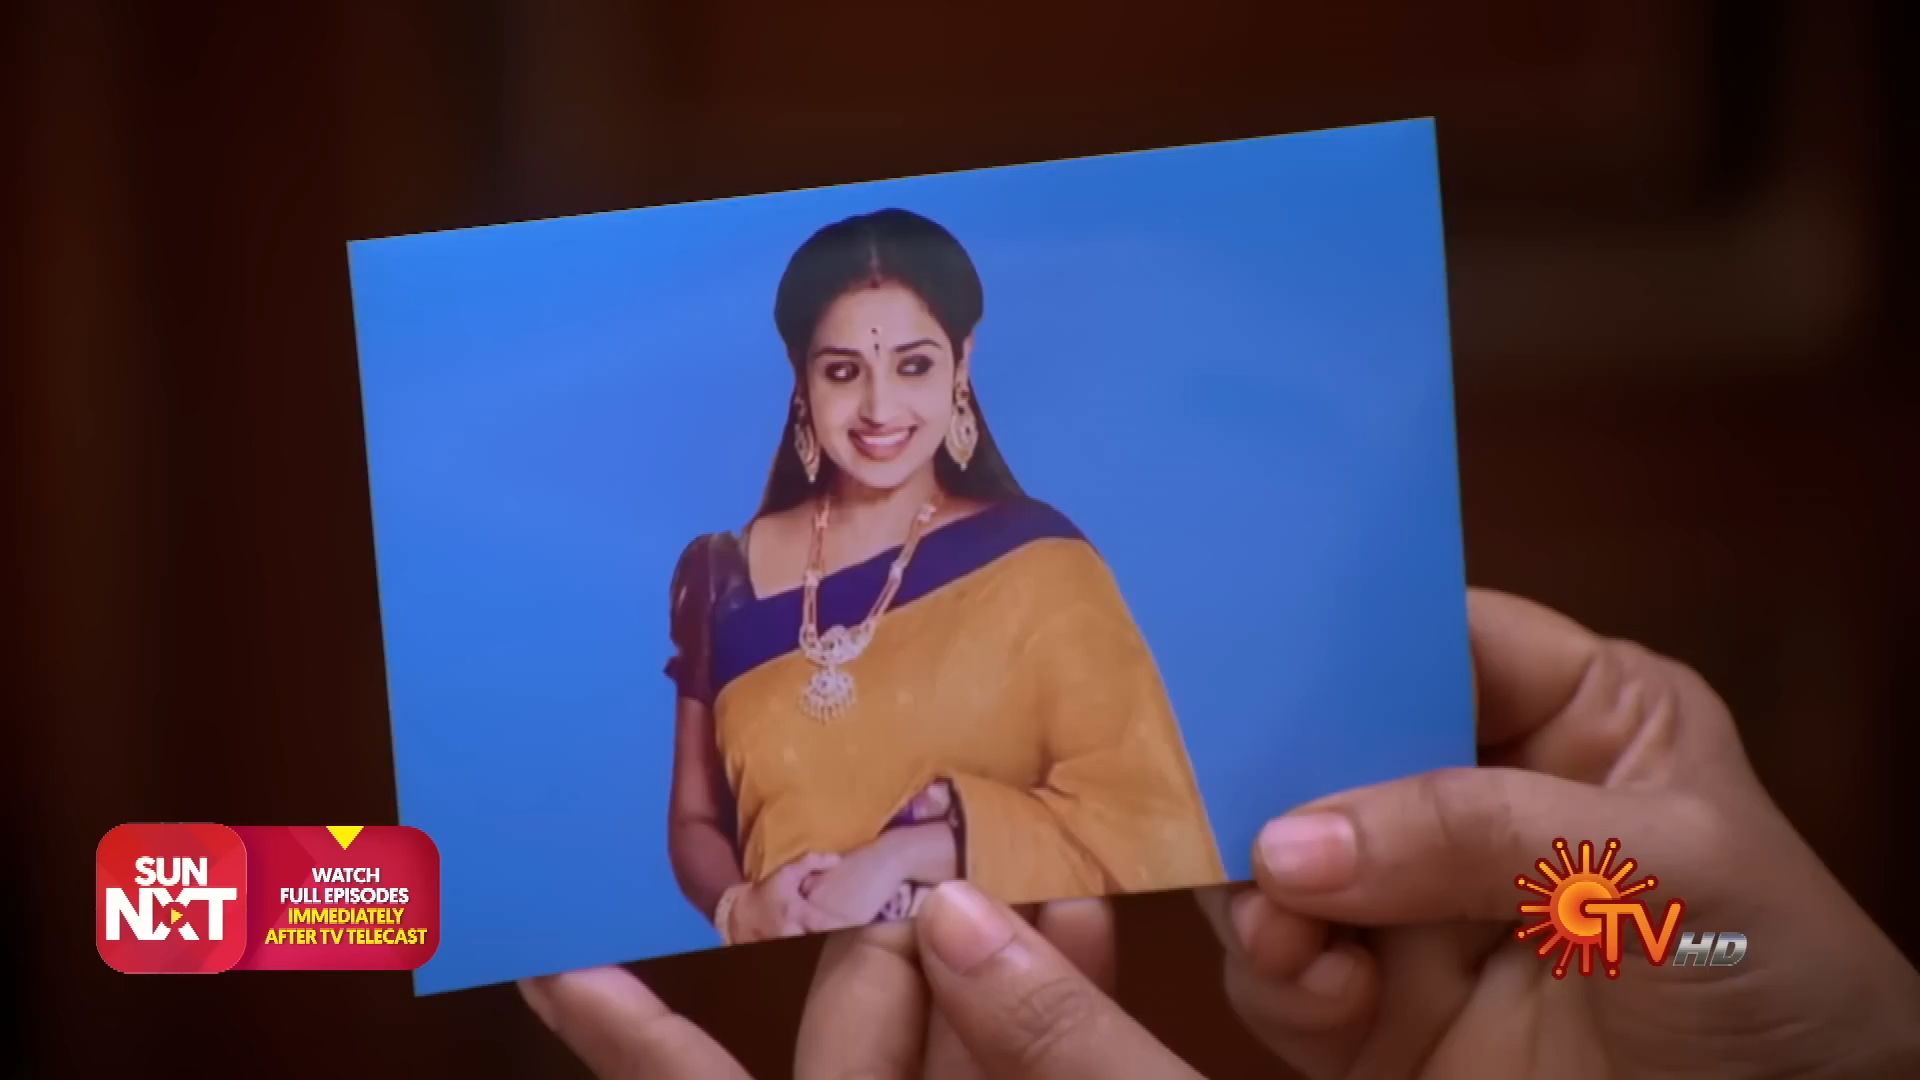 SUN
NXT
WATCH
FULL EPISODES
IMMEDIATELY
AFTER TV TELECAST
TV HD